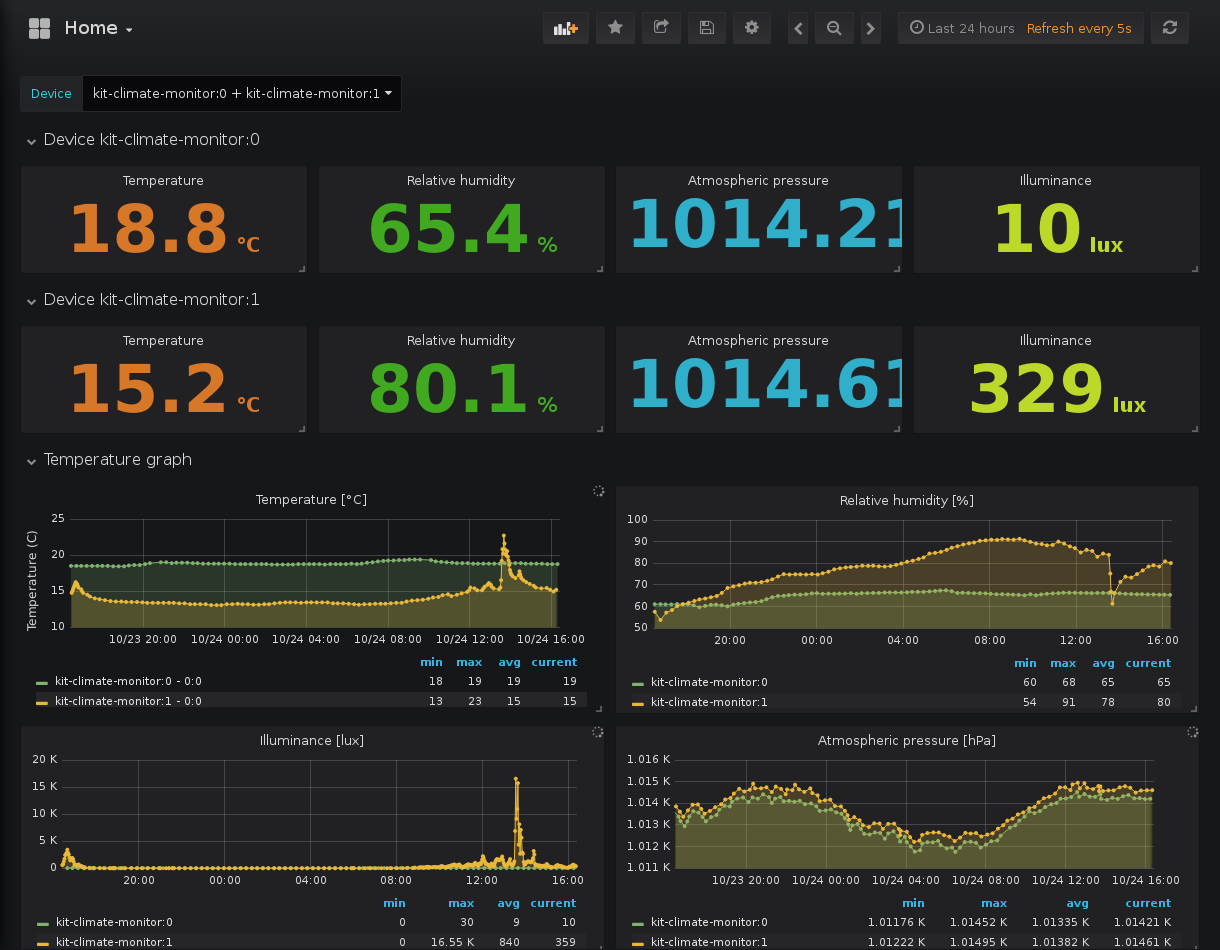 Home
Last 24 hours Refresh every 5s
Device kit-climate-monitor:0 + kit-climate-monitor:1
Device kit-climate-monitor:0
Temperature Relative humidity Atmospheric pressure Illuminance
18.8 °C 65.4 % 1014.21 10 lux
Device kit-climate-monitor:1
Temperature Relative humidity Atmospheric pressure Illuminance
15.2 °C 80.1 % 1014.61 329 lux
Temperature graph
Temperature [°C]
Temperature (C)
25
20
15
10
10/23 20:00 10/24 00:00 10/24 04:00 10/24 08:00 10/24 12:00 10/24 16:00
min max avg current
kit-climate-monitor:0 - 0:0 18 19 19 19
kit-climate-monitor:1 - 0:0 13 23 15 15
Relative humidity [%]
100
90
80
70
60
50
20:00 00:00 04:00 08:00 12:00 16:00
min max avg current
kit-climate-monitor:0 60 68 65 65
kit-climate-monitor:1 54 91 78 80
Illuminance [lux]
20 K
15 K
10 K
5 K
0
20:00 00:00 04:00 08:00 12:00 16:00
min max avg current
kit-climate-monitor:0 0 30 9 10
kit-climate-monitor:1 0 16.55 K 840 359
Atmospheric pressure [hPa]
1.016 K
1.015 K
1.014 K
1.013 K
1.012 K
1.011 K
10/23 20:00 10/24 00:00 10/24 04:00 10/24 08:00 10/24 12:00 10/24 16:00
min max avg current
kit-climate-monitor:0 1.01176 K 1.01452 K 1.01335 K 1.01421 K
kit-climate-monitor:1 1.01222 K 1.01495 K 1.01382 K 1.01461 K